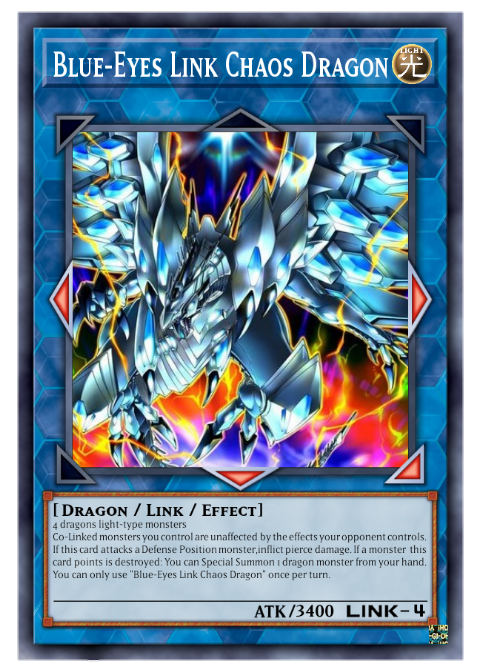 Blue-Eyes Link Chaos Dragon
LIGHT
光
[ Dragon / Link / Effect ]
4 dragons light-type monsters
Co-Linked monsters you control are unaffected by the effects your opponent controls.
If this card attacks a Defense Position monster,inflict pierce damage. If a monster this
card points is destroyed: You can Special Summon 1 dragon monster from your hand.
You can only use "Blue-Eyes Link Chaos Dragon" once per turn.
ATK/3400 LINK-4